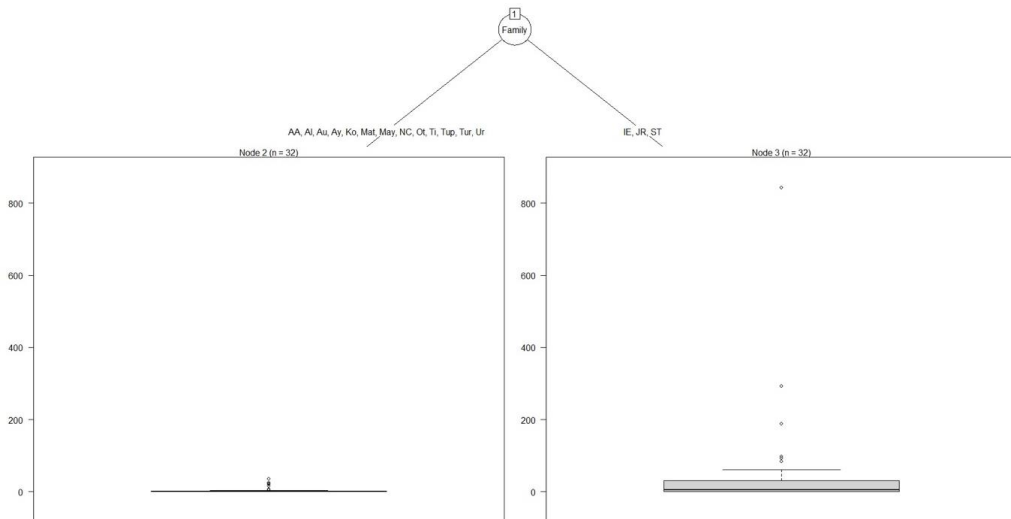 1
Family
AA, Al, Au, Ay, Ko, Mat, May, NC, Ot, Ti, Tup, Tur, Ur
IE, JR, ST
Node 2 (n = 32)
800
600
400
200
0
Node 3 (n = 32)
800
600
400
200
0